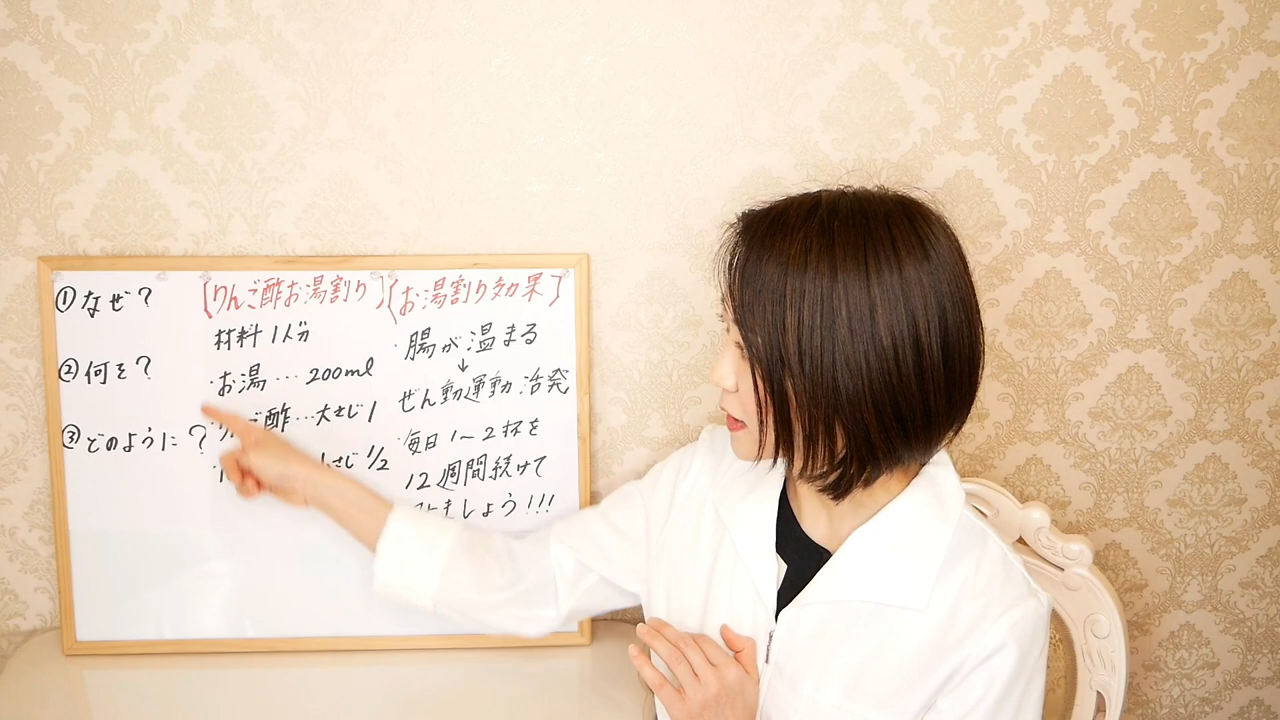 ①なぜ?
②何を?
③どのように?
【りんご酢お湯割り】
材料1人分
・お湯…200ml
ご酢…大さじ1
さじ1/2
【お湯割り効果】
・腸が温まる
↓
ぜん動運動活発
・毎日1~2杯を
12週間続けて
ましょう!!!